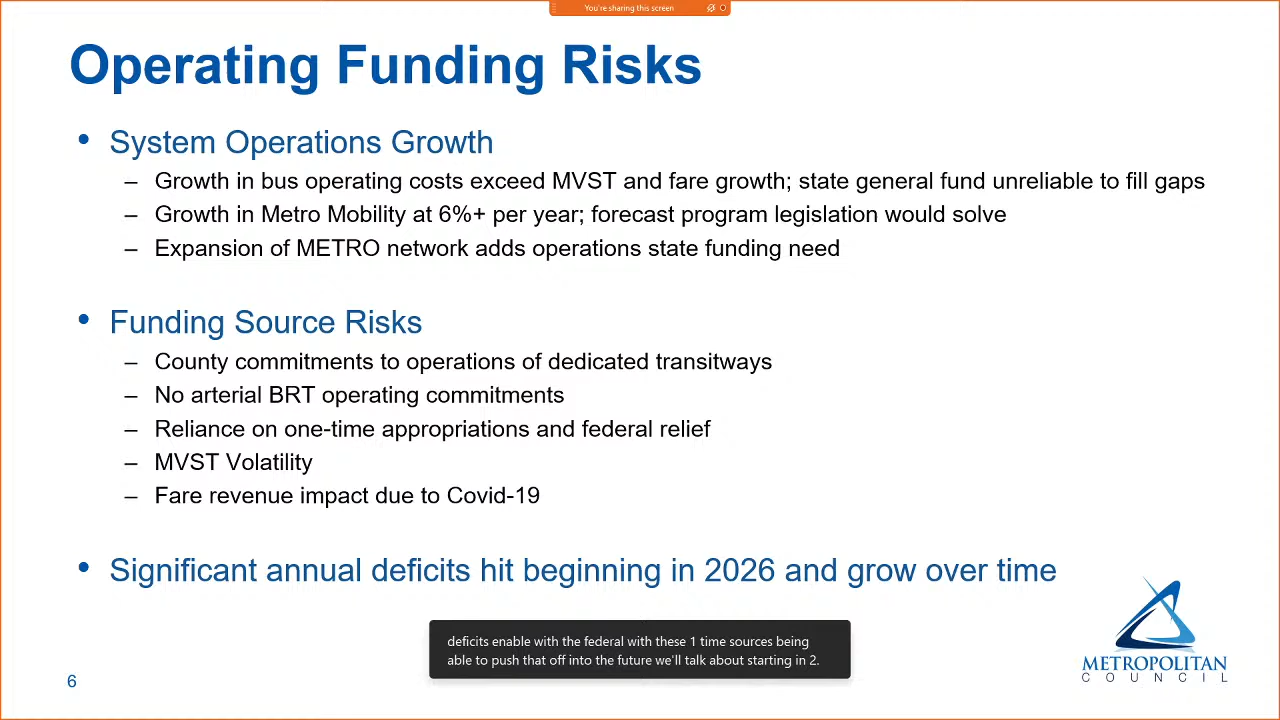 You're sharing this screen
Operating Funding Risks
• System Operations Growth
– Growth in bus operating costs exceed MVST and fare growth; state general fund unreliable to fill gaps
– Growth in Metro Mobility at 6%+ per year; forecast program legislation would solve
– Expansion of METRO network adds operations state funding need
• Funding Source Risks
– County commitments to operations of dedicated transitways
– No arterial BRT operating commitments
– Reliance on one-time appropriations and federal relief
– MVST Volatility
– Fare revenue impact due to Covid-19
• Significant annual deficits hit beginning in 2026 and grow over time
deficits enable with the federal with these 1 time sources being
able to push that off into the future we'll talk about starting in 2.
METROPOLITAN
COUNCIL
6